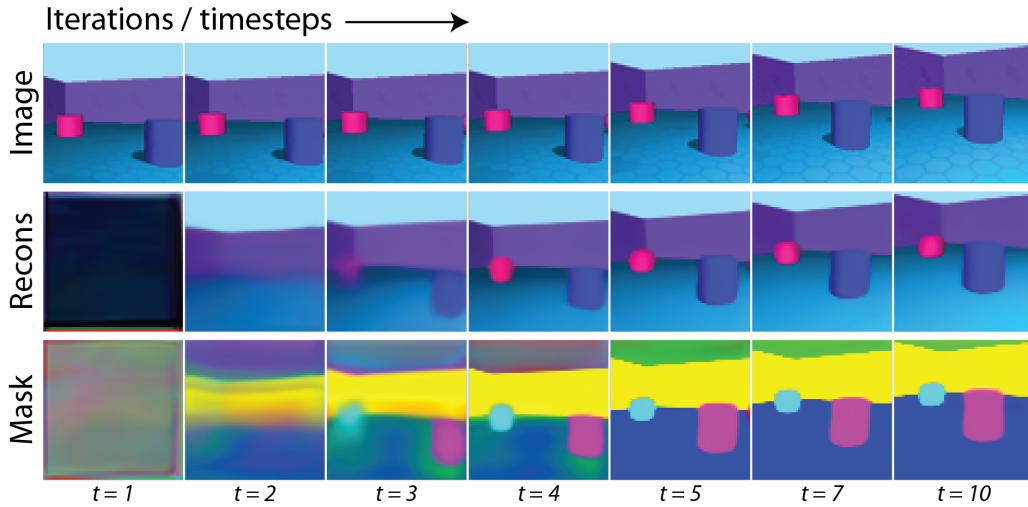 Iterations / timesteps
Image
Recons
Mask
t = 1
t = 2
t = 3
t = 4
t = 5
t = 7
t = 10